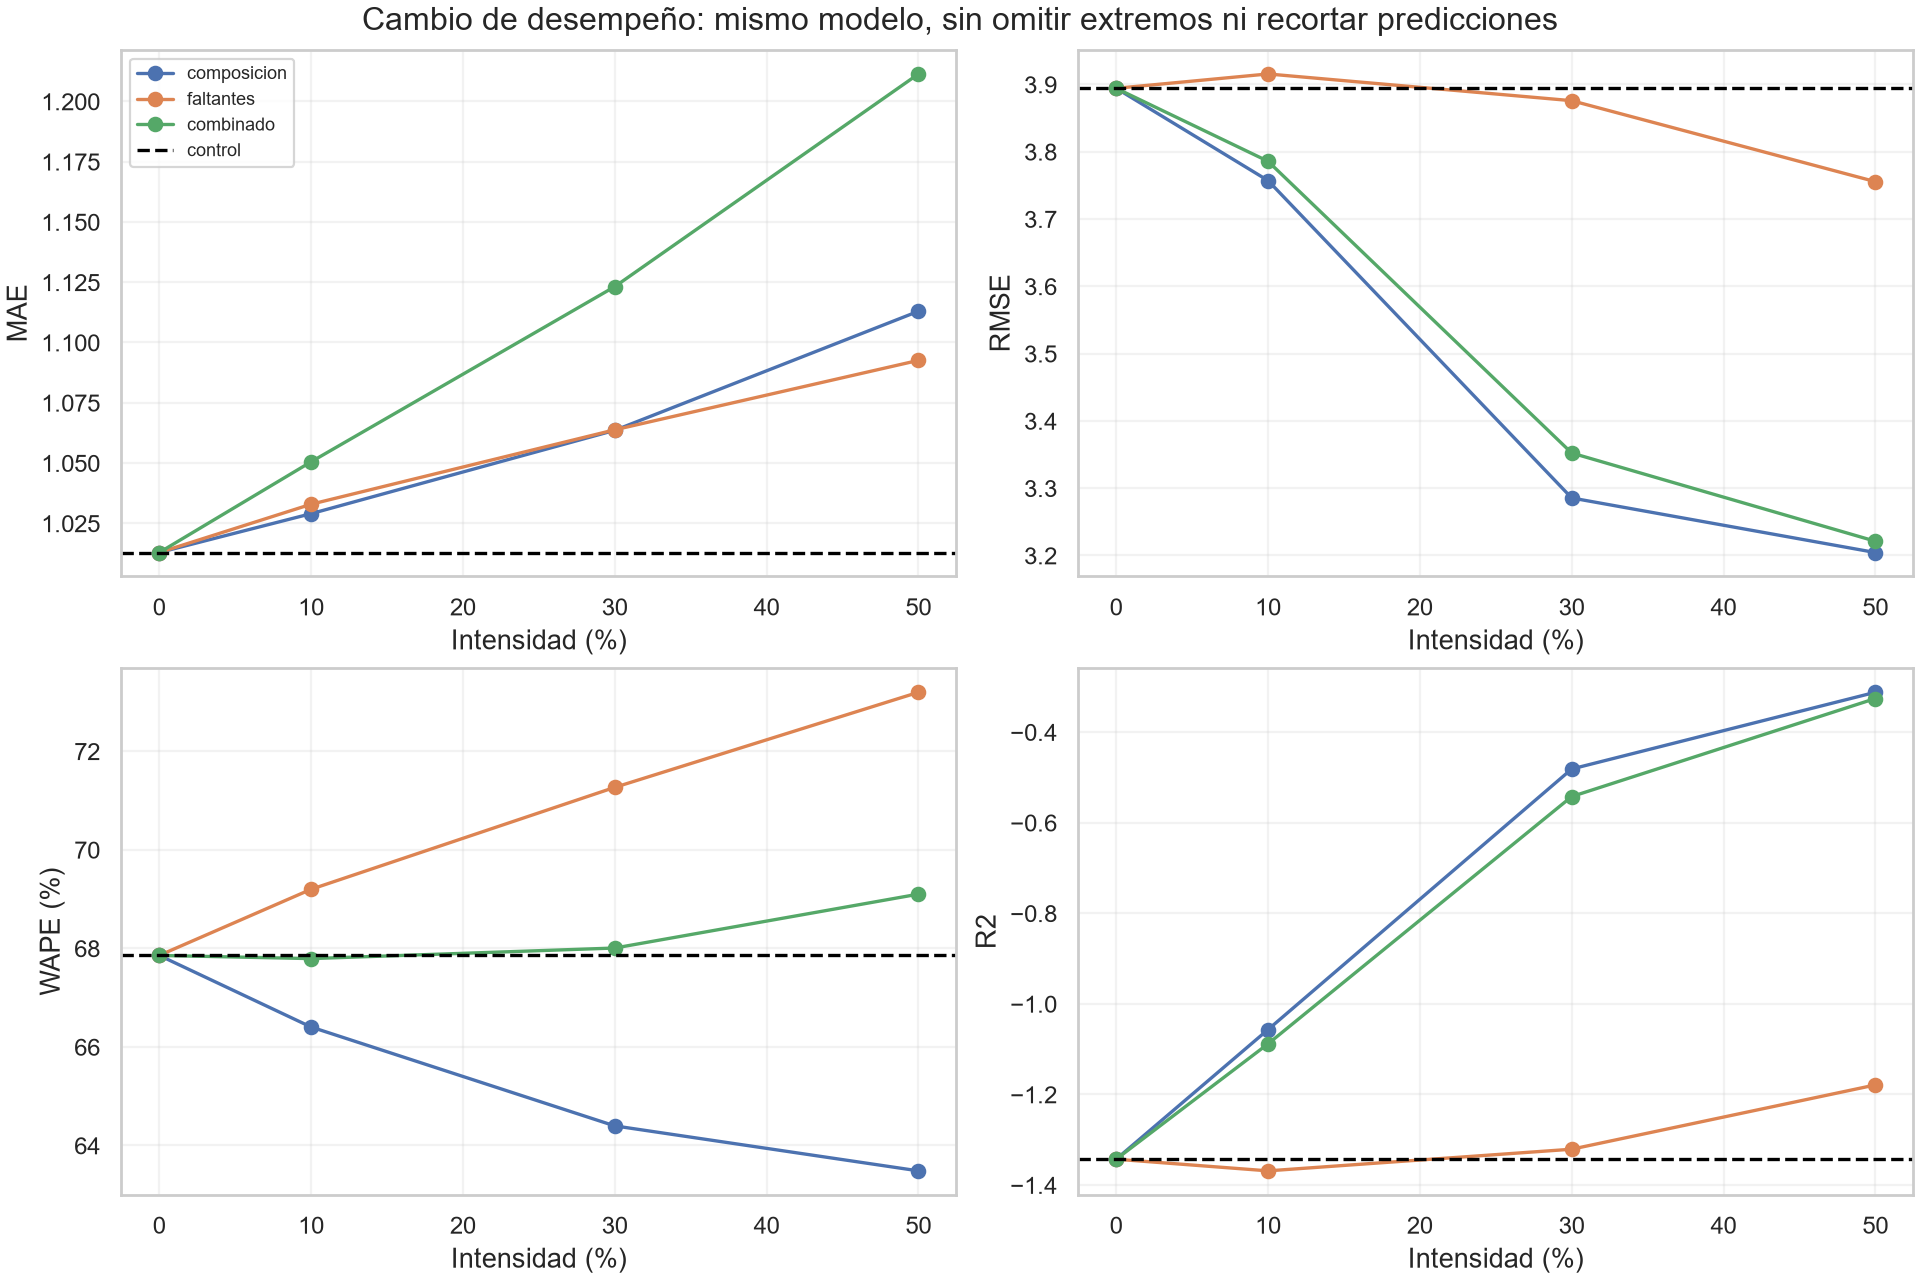 Cambio de desempeño: mismo modelo, sin omitir extremos ni recortar predicciones
composicion
faltantes
combinado
control
MAE
1.200
1.175
1.150
1.125
1.100
1.075
1.050
1.025
0 10 20 30 40 50
Intensidad (%)
RMSE
3.9
3.8
3.7
3.6
3.5
3.4
3.3
3.2
0 10 20 30 40 50
Intensidad (%)
WAPE (%)
72
70
68
66
64
0 10 20 30 40 50
Intensidad (%)
R2
−0.4
−0.6
−0.8
−1.0
−1.2
−1.4
0 10 20 30 40 50
Intensidad (%)